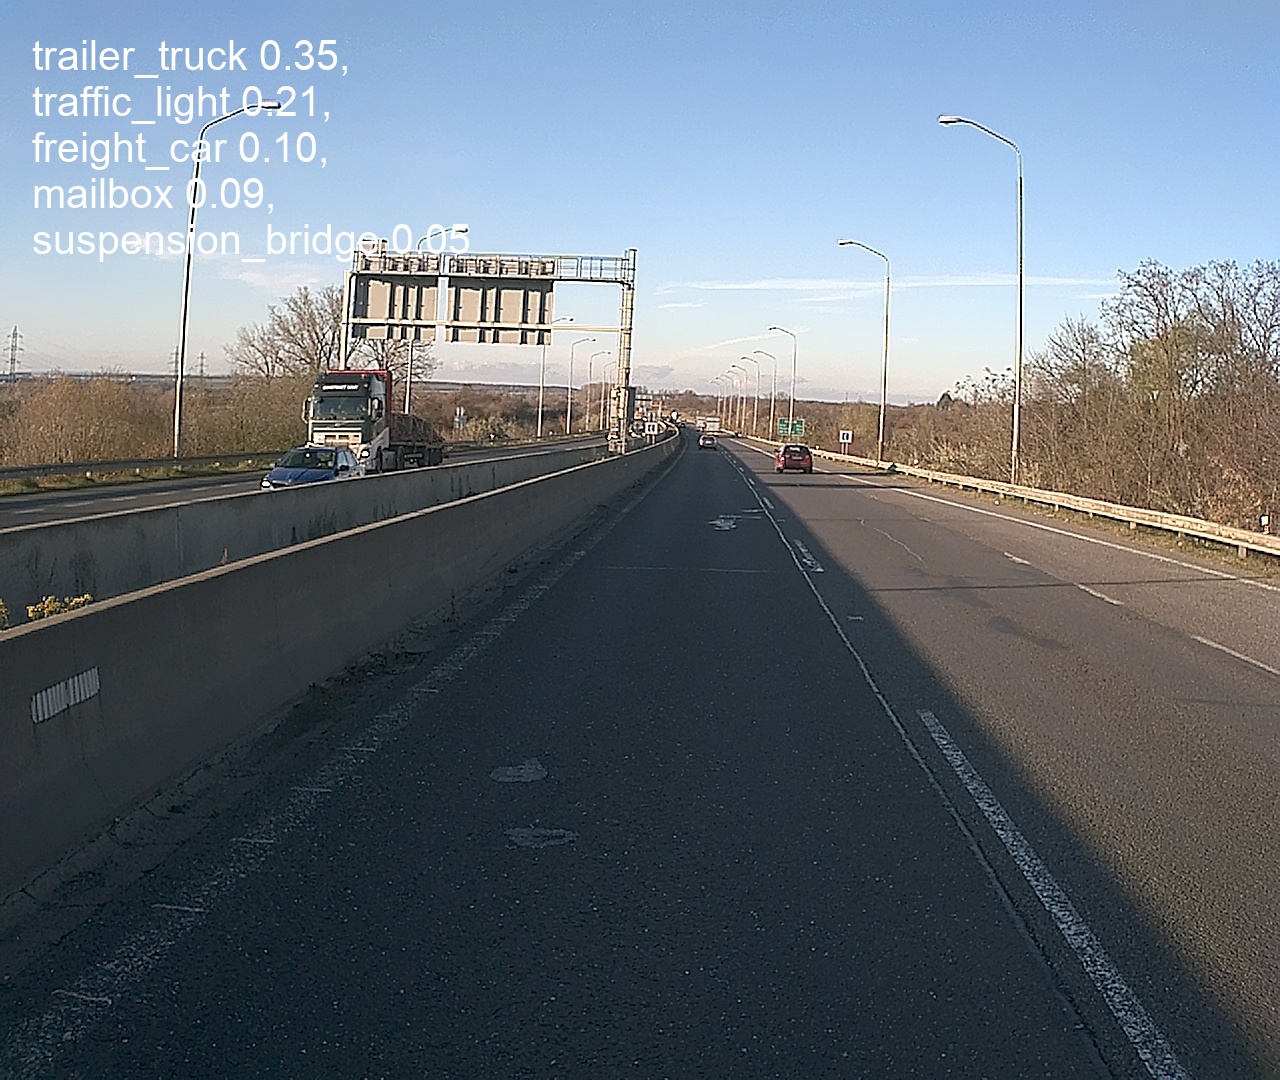 trailer_truck 0.35,
traffic_light 0.21,
freight_car 0.10,
mailbox 0.09,
suspension_bridge 0.05